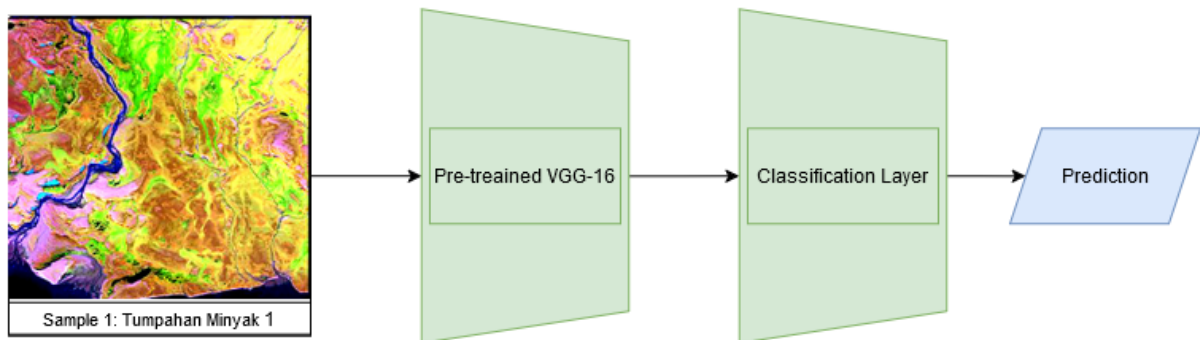 Pre-treained VGG-16
Classification Layer
Prediction
Sample 1: Tumpahan Minyak 1